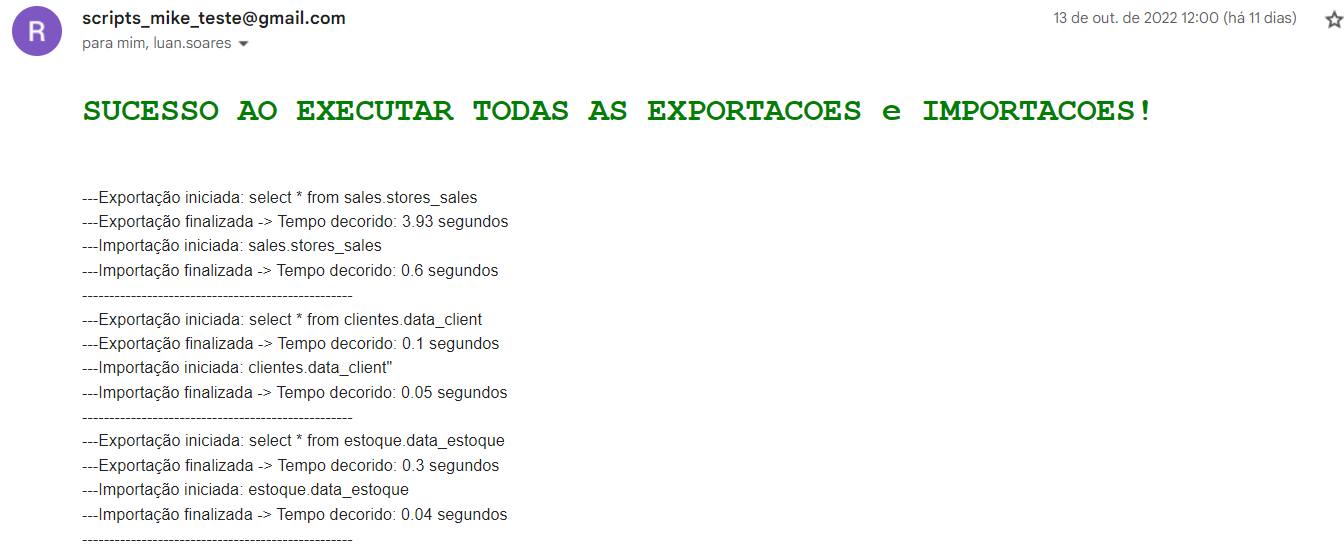 R
scripts_mike_teste@gmail.com
13 de out. de 2022 12:00 (há 11 dias)
para mim, luan.soares
SUCESSO AO EXECUTAR TODAS AS EXPORTACOES e IMPORTACOES!
---Exportação iniciada: select * from sales.stores_sales
---Exportação finalizada -> Tempo decorido: 3.93 segundos
---Importação iniciada: sales.stores_sales
---Importação finalizada -> Tempo decorido: 0.6 segundos
--------------------------------------------------
---Exportação iniciada: select * from clientes.data_client
---Exportação finalizada -> Tempo decorido: 0.1 segundos
---Importação iniciada: clientes.data_client"
---Importação finalizada -> Tempo decorido: 0.05 segundos
--------------------------------------------------
---Exportação iniciada: select * from estoque.data_estoque
---Exportação finalizada -> Tempo decorido: 0.3 segundos
---Importação iniciada: estoque.data_estoque
---Importação finalizada -> Tempo decorido: 0.04 segundos
--------------------------------------------------